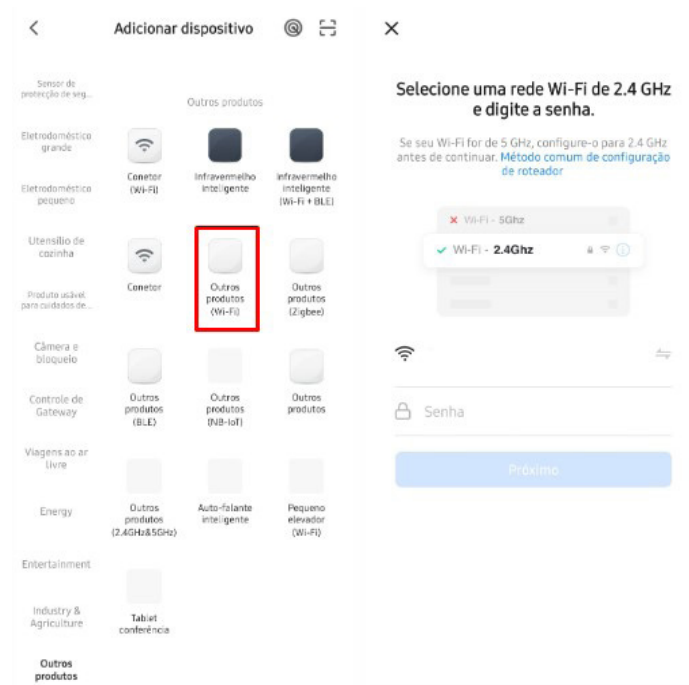 Adicionar dispositivo
Sensor de
protecção de seg...
Eletrodoméstico
grande
Eletrodoméstico
pequeno
Utensílio de
cozinha
Produto usável
para cuidados de...
Câmera e
bloqueio
Controle de
Gateway
Viagens ao ar
livre
Energy
Entertainment
Industry &
Agriculture
Outros
produtos
Outros produtos
Conetor
(Wi-Fi)
Infravermelho
inteligente
Infravermelho
inteligente
(Wi-Fi + BLE)
Conetor
Outros
produtos
(Wi-Fi)
Outros
produtos
(Zigbee)
Outros
produtos
(BLE)
Outros
produtos
(NB-IoT)
Outros
produtos
Outros
produtos
(2.4GHz&5GHz)
Auto-falante
inteligente
Pequeno
elevador
(Wi-Fi)
Tablet
conferência
Selecione uma rede Wi-Fi de 2.4 GHz
e digite a senha.
Se seu Wi-Fi for de 5 GHz, configure-o para 2.4 GHz
antes de continuar. Método comum de configuração
de roteador
Wi-Fi - 5Ghz
Wi-Fi - 2.4Ghz
Senha
Próximo